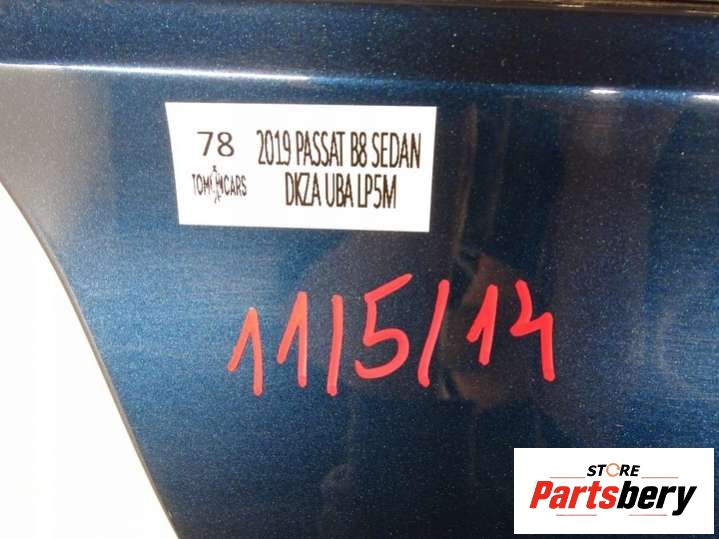 78 2019 PASSAT B8 SEDAN
TOMI CARS DKZA UBA LP5M
11/5/14
STORE
Partsbery